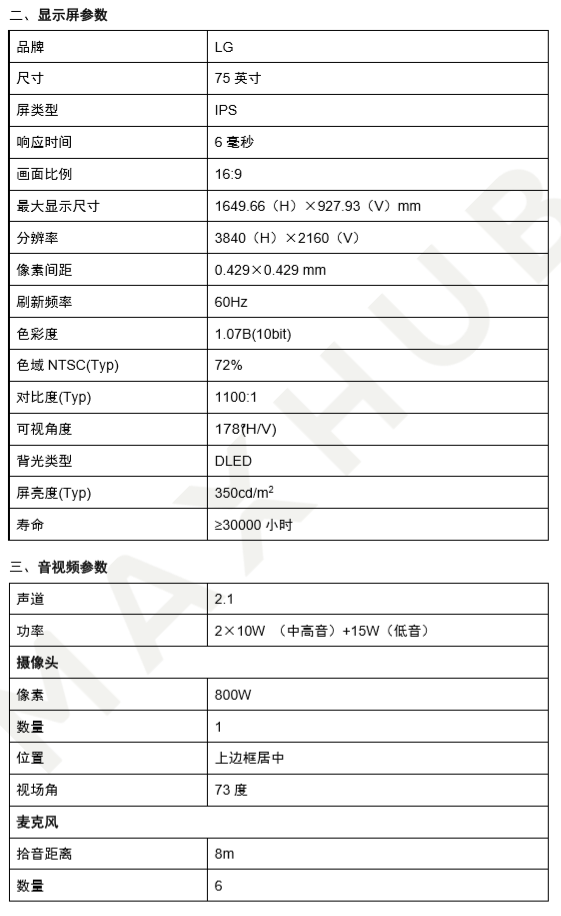 二、显示屏参数
品牌 LG
尺寸 75 英寸
屏类型 IPS
响应时间 6 毫秒
画面比例 16:9
最大显示尺寸 1649.66（H）×927.93（V）mm
分辨率 3840（H）×2160（V）
像素间距 0.429×0.429 mm
刷新频率 60Hz
色彩度 1.07B(10bit)
色域 NTSC(Typ) 72%
对比度(Typ) 1100:1
可视角度 178°(H/V)
背光类型 DLED
屏亮度(Typ) 350cd/m²
寿命 ≥30000 小时
三、音视频参数
声道 2.1
功率 2×10W （中高音）+15W（低音）
摄像头
像素 800W
数量 1
位置 上边框居中
视场角 73 度
麦克风
拾音距离 8m
数量 6
MAXHUB